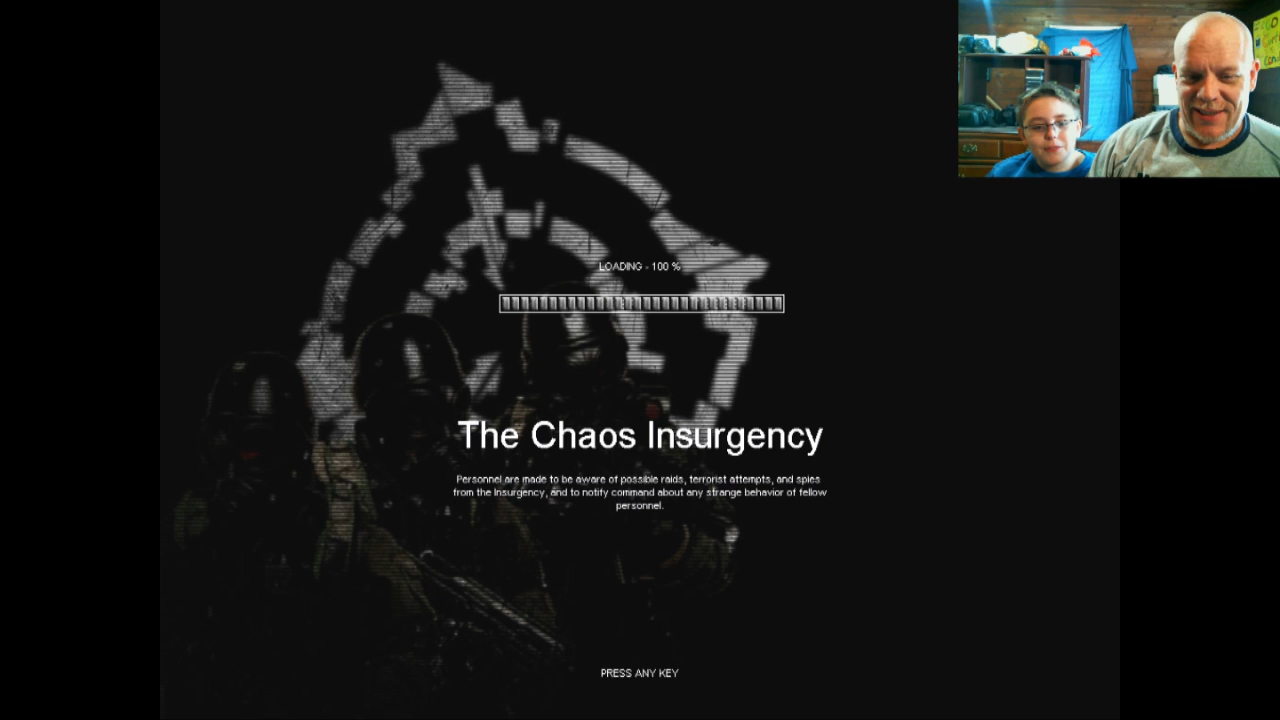 LOADING - 100 %
The Chaos Insurgency
Personnel are made to be aware of possible raids, terrorist attempts, and spies
from the Insurgency, and to notify command about any strange behavior of fellow
personnel.
PRESS ANY KEY